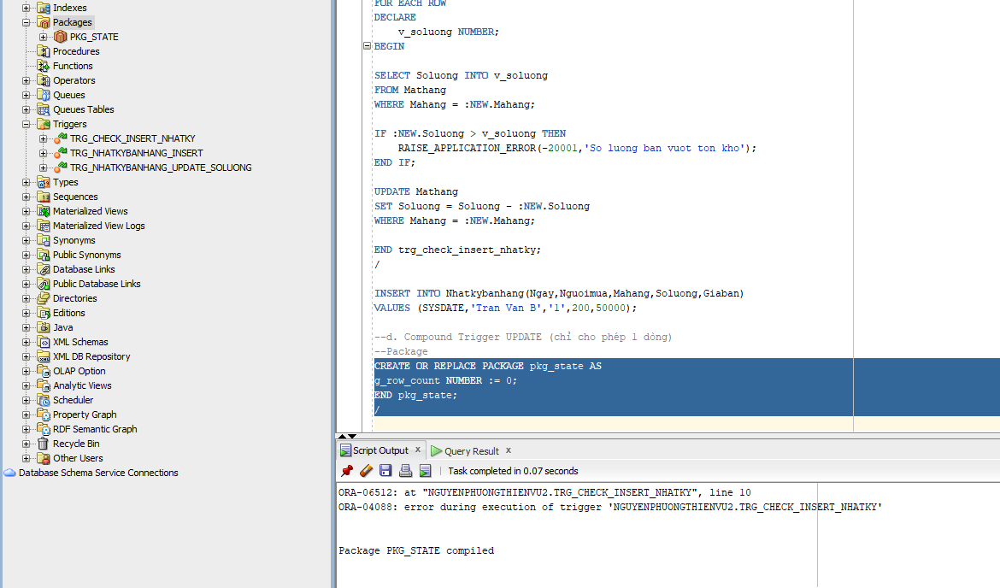 Indexes
Packages
PKG_STATE
Procedures
Functions
Operators
Queues
Queues Tables
Triggers
TRG_CHECK_INSERT_NHATKY
TRG_NHATKYBANHANG_INSERT
TRG_NHATKYBANHANG_UPDATE_SOLUONG
Types
Sequences
Materialized Views
Materialized View Logs
Synonyms
Public Synonyms
Database Links
Public Database Links
Directories
Editions
Java
XML Schemas
XML DB Repository
OLAP Option
Analytic Views
Scheduler
Property Graph
RDF Semantic Graph
Recycle Bin
Other Users
Database Schema Service Connections
FOR EACH ROW
DECLARE
v_soluong NUMBER;
BEGIN
SELECT Soluong INTO v_soluong
FROM Mathang
WHERE Mahang = :NEW.Mahang;
IF :NEW.Soluong > v_soluong THEN
RAISE_APPLICATION_ERROR(-20001,'So luong ban vuot ton kho');
END IF;
UPDATE Mathang
SET Soluong = Soluong - :NEW.Soluong
WHERE Mahang = :NEW.Mahang;
END trg_check_insert_nhatky;
/
INSERT INTO Nhatkybanhang(Ngay,Nguoimua,Mahang,Soluong,Giaban)
VALUES (SYSDATE,'Tran Van B','1',200,50000);
--d. Compound Trigger UPDATE (chỉ cho phép 1 dòng)
--Package
CREATE OR REPLACE PACKAGE pkg_state AS
g_row_count NUMBER := 0;
END pkg_state;
/
Script Output x
Query Result x
Task completed in 0.07 seconds
ORA-06512: at "NGUYENPHUONGTHIENVU2.TRG_CHECK_INSERT_NHATKY", line 10
ORA-04088: error during execution of trigger 'NGUYENPHUONGTHIENVU2.TRG_CHECK_INSERT_NHATKY'
Package PKG_STATE compiled